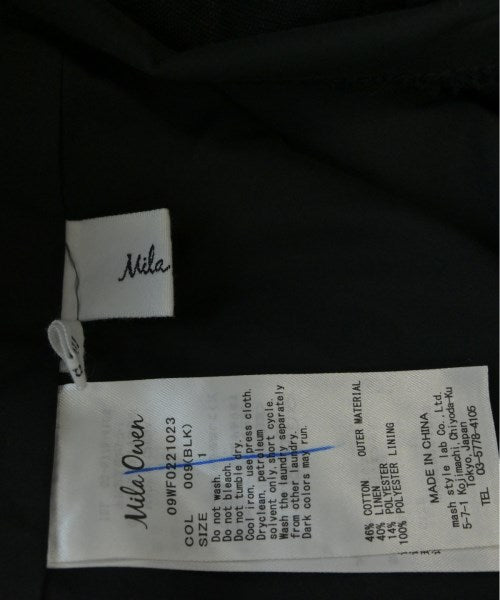 Mila
Mila Owen
09WF0221023
COL 009(BLK)
SIZE 1
Do not wash.
Do not bleach.
Do not tumble dry.
Cool iron, use press cloth.
Dryclean, petroleum
solvent only,short cycle.
Wash the laundry separately
from other laundry.
Dark colors may run.
46% COTTON OUTER MATERIAL
40% LINEN
14% POLYESTER
100% POLYESTER LINING
MADE IN CHINA
mash style lab Co., Ltd.
5-7-1 Kojimachi,Chiyoda-Ku
Tokyo, Japan
TEL 03-5778-4105